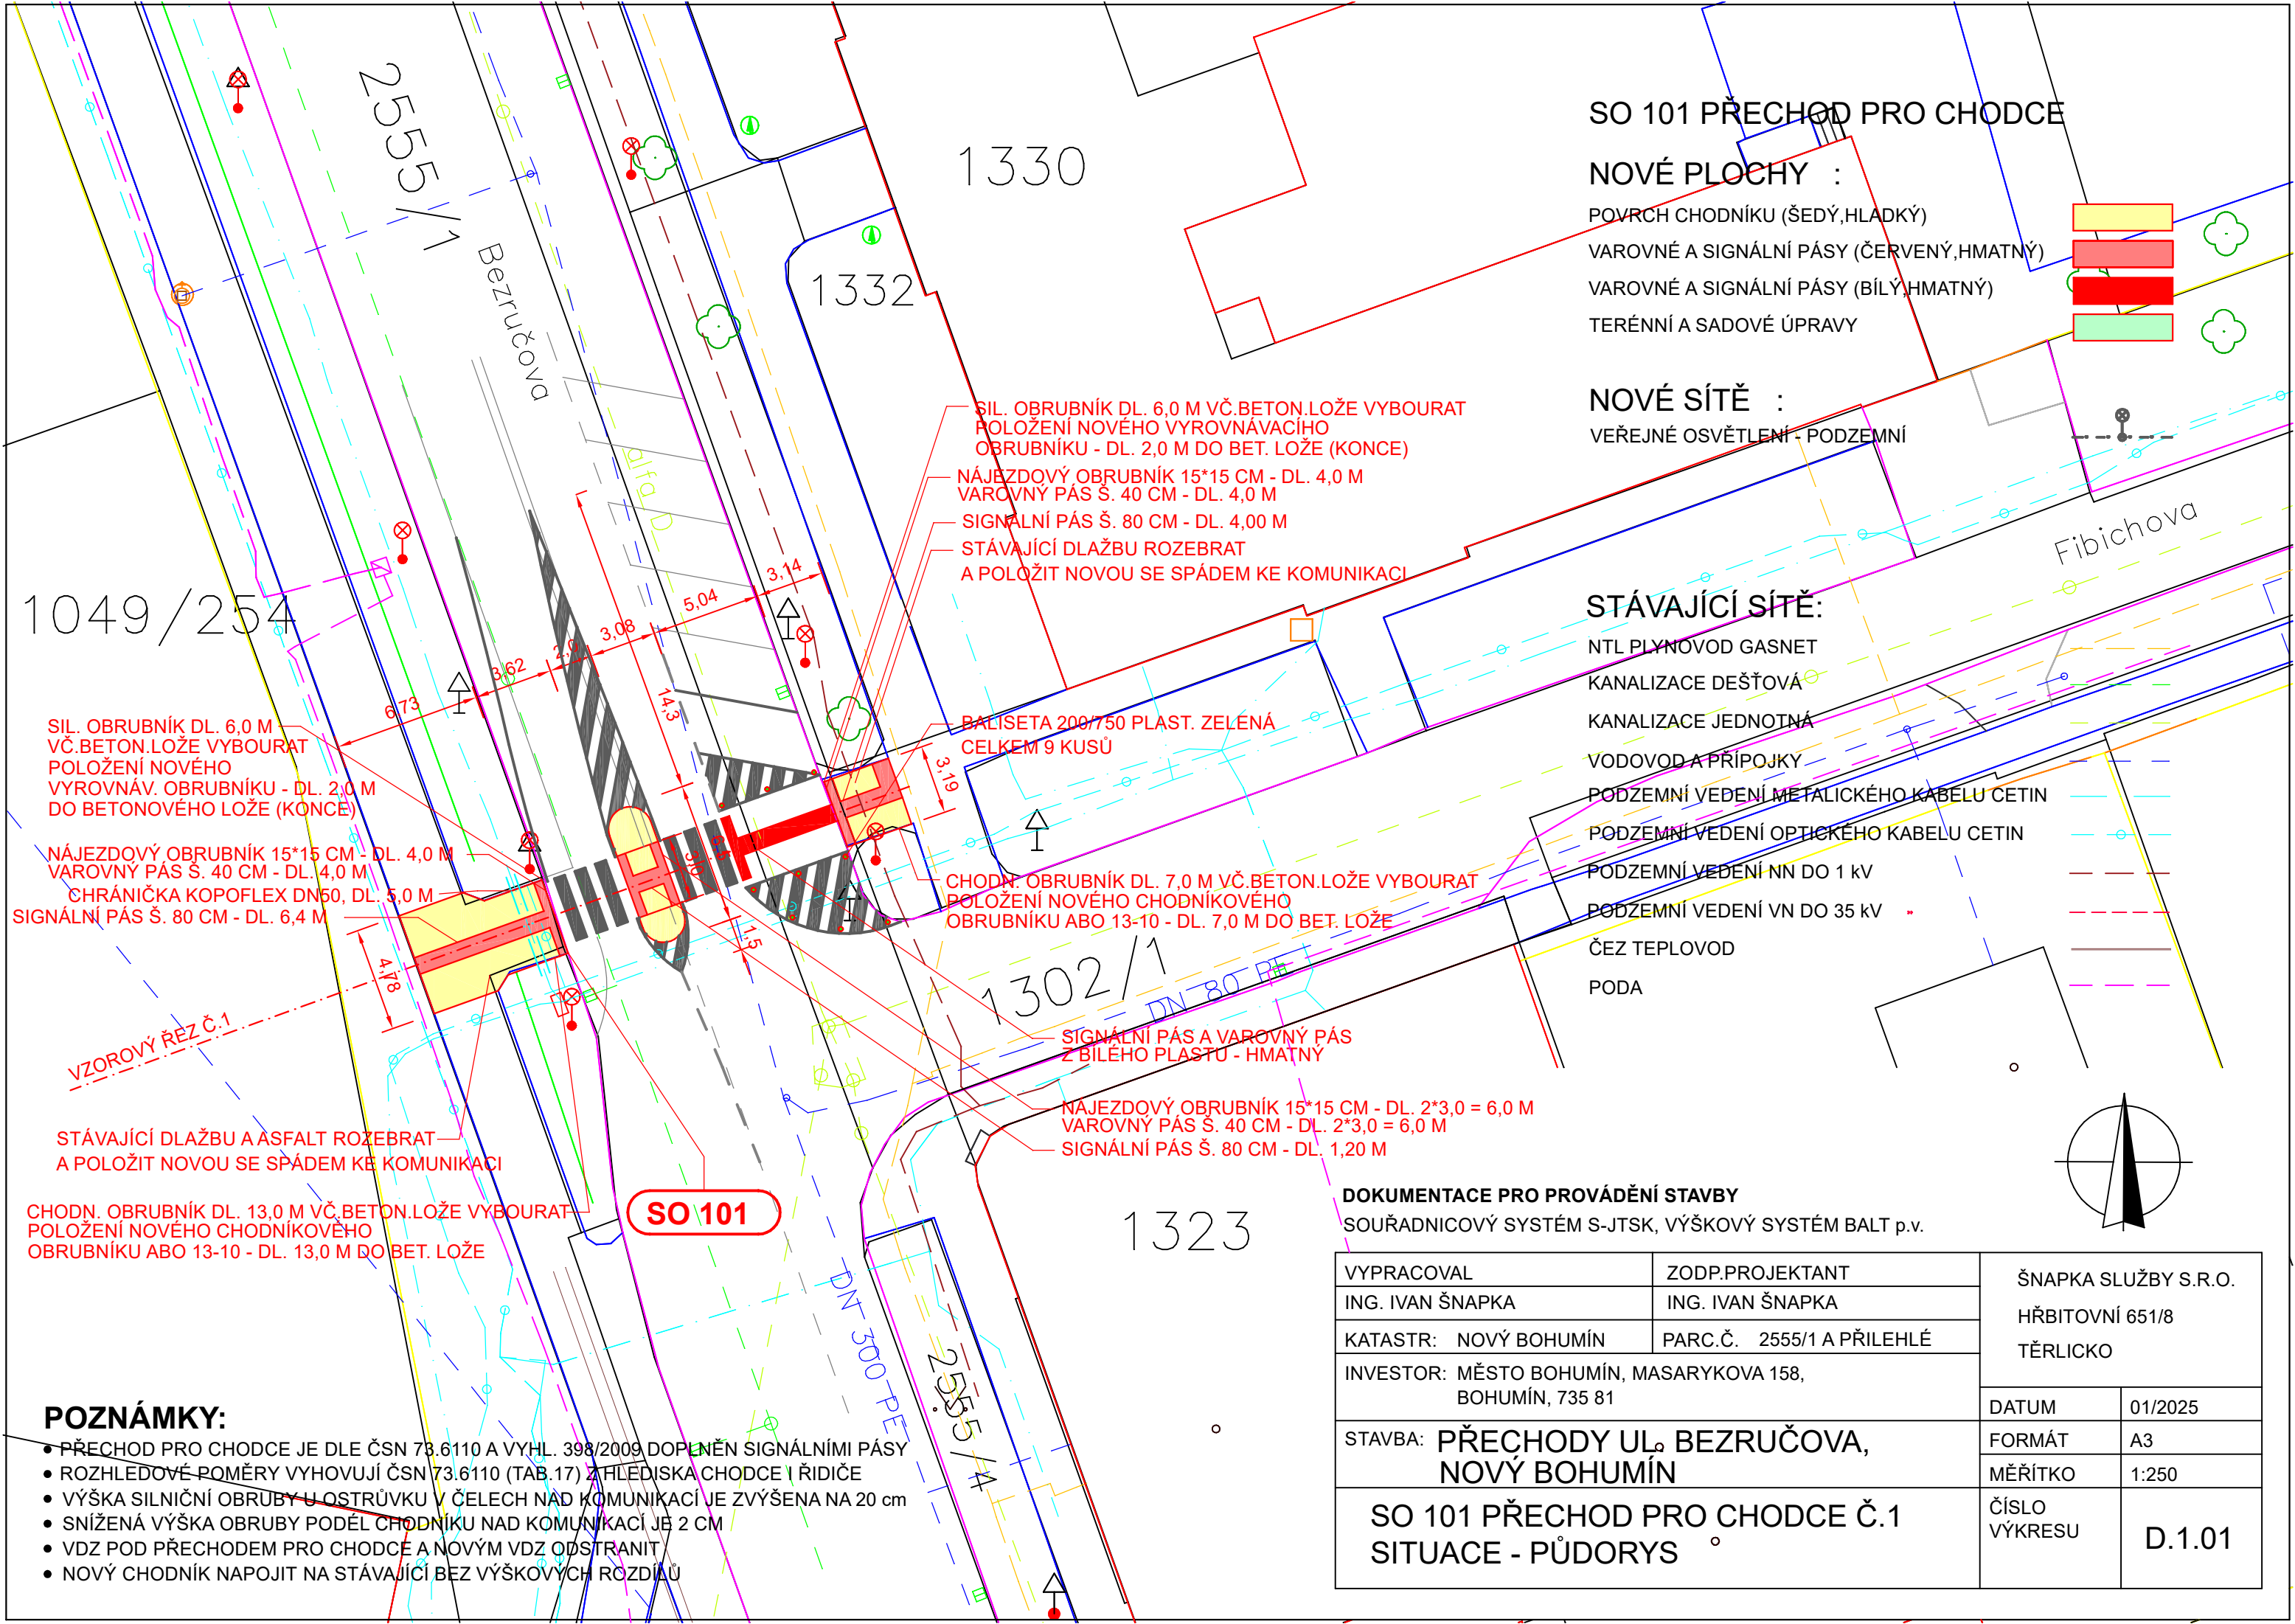 2555/1
Bezručova
1330
1332
1049/254
alfa D
SO 101 PŘECHOD PRO CHODCE
NOVÉ PLOCHY :
POVRCH CHODNÍKU (ŠEDÝ,HLADKÝ)
VAROVNÉ A SIGNÁLNÍ PÁSY (ČERVENÝ,HMATNÝ)
VAROVNÉ A SIGNÁLNÍ PÁSY (BÍLÝ,HMATNÝ)
TERÉNNÍ A SADOVÉ ÚPRAVY
NOVÉ SÍTĚ :
VEŘEJNÉ OSVĚTLENÍ - PODZEMNÍ
SIL. OBRUBNÍK DL. 6,0 M VČ.BETON.LOŽE VYBOURAT
POLOŽENÍ NOVÉHO VYROVNÁVACÍHO
OBRUBNÍKU - DL. 2,0 M DO BET. LOŽE (KONCE)
NÁJEZDOVÝ OBRUBNÍK 15*15 CM - DL. 4,0 M
VAROVNÝ PÁS Š. 40 CM - DL. 4,0 M
SIGNÁLNÍ PÁS Š. 80 CM - DL. 4,00 M
STÁVAJÍCÍ DLAŽBU ROZEBRAT
A POLOŽIT NOVOU SE SPÁDEM KE KOMUNIKACI
Fibichova
STÁVAJÍCÍ SÍTĚ:
NTL PLYNOVOD GASNET
KANALIZACE DEŠŤOVÁ
KANALIZACE JEDNOTNÁ
VODOVOD A PŘÍPOJKY
PODZEMNÍ VEDENÍ METALICKÉHO KABELU CETIN
PODZEMNÍ VEDENÍ OPTICKÉHO KABELU CETIN
PODZEMNÍ VEDENÍ NN DO 1 kV
PODZEMNÍ VEDENÍ VN DO 35 kV
ČEZ TEPLOVOD
PODA
3,14
5,04
3,08
2,0
3,62
6,73
14,3
3,19
3,0
1,5
4,78
SIL. OBRUBNÍK DL. 6,0 M
VČ.BETON.LOŽE VYBOURAT
POLOŽENÍ NOVÉHO
VYROVNÁV. OBRUBNÍKU - DL. 2,0 M
DO BETONOVÉHO LOŽE (KONCE)
NÁJEZDOVÝ OBRUBNÍK 15*15 CM - DL. 4,0 M
VAROVNÝ PÁS Š. 40 CM - DL. 4,0 M
CHRÁNIČKA KOPOFLEX DN50, DL. 5,0 M
SIGNÁLNÍ PÁS Š. 80 CM - DL. 6,4 M
BALISETA 200/750 PLAST. ZELENÁ
CELKEM 9 KUSŮ
CHODN. OBRUBNÍK DL. 7,0 M VČ.BETON.LOŽE VYBOURAT
POLOŽENÍ NOVÉHO CHODNÍKOVÉHO
OBRUBNÍKU ABO 13-10 - DL. 7,0 M DO BET. LOŽE
1302/1
DN 80 PE
VZOROVÝ ŘEZ Č.1
SIGNÁLNÍ PÁS A VAROVNÝ PÁS
Z BILÉHO PLASTU - HMATNÝ
NÁJEZDOVÝ OBRUBNÍK 15*15 CM - DL. 2*3,0 = 6,0 M
VAROVNÝ PÁS Š. 40 CM - DL. 2*3,0 = 6,0 M
SIGNÁLNÍ PÁS Š. 80 CM - DL. 1,20 M
STÁVAJÍCÍ DLAŽBU A ASFALT ROZEBRAT
A POLOŽIT NOVOU SE SPÁDEM KE KOMUNIKACI
CHODN. OBRUBNÍK DL. 13,0 M VČ.BETON.LOŽE VYBOURAT
POLOŽENÍ NOVÉHO CHODNÍKOVÉHO
OBRUBNÍKU ABO 13-10 - DL. 13,0 M DO BET. LOŽE
SO 101
1323
DN 300 PE
2555/4
DOKUMENTACE PRO PROVÁDĚNÍ STAVBY
SOUŘADNICOVÝ SYSTÉM S-JTSK, VÝŠKOVÝ SYSTÉM BALT p.v.
VYPRACOVAL
ZODP.PROJEKTANT
ING. IVAN ŠNAPKA
ING. IVAN ŠNAPKA
KATASTR: NOVÝ BOHUMÍN
PARC.Č. 2555/1 A PŘILEHLÉ
INVESTOR: MĚSTO BOHUMÍN, MASARYKOVA 158,
BOHUMÍN, 735 81
STAVBA: PŘECHODY UL. BEZRUČOVA,
NOVÝ BOHUMÍN
SO 101 PŘECHOD PRO CHODCE Č.1
SITUACE - PŮDORYS
ŠNAPKA SLUŽBY S.R.O.
HŘBITOVNÍ 651/8
TĚRLICKO
DATUM 01/2025
FORMÁT A3
MĚŘÍTKO 1:250
ČÍSLO
VÝKRESU
D.1.01
POZNÁMKY:
• PŘECHOD PRO CHODCE JE DLE ČSN 73.6110 A VYHL. 398/2009 DOPLNĚN SIGNÁLNÍMI PÁSY
• ROZHLEDOVÉ POMĚRY VYHOVUJÍ ČSN 73.6110 (TAB.17) Z HLEDISKA CHODCE I ŘIDIČE
• VÝŠKA SILNIČNÍ OBRUBY U OSTRŮVKU V ČELECH NAD KOMUNIKACÍ JE ZVÝŠENA NA 20 cm
• SNÍŽENÁ VÝŠKA OBRUBY PODÉL CHODNÍKU NAD KOMUNIKACÍ JE 2 CM
• VDZ POD PŘECHODEM PRO CHODCE A NOVÝM VDZ ODSTRANIT
• NOVÝ CHODNÍK NAPOJIT NA STÁVAJÍCÍ BEZ VÝŠKOVÝCH ROZDÍLŮ